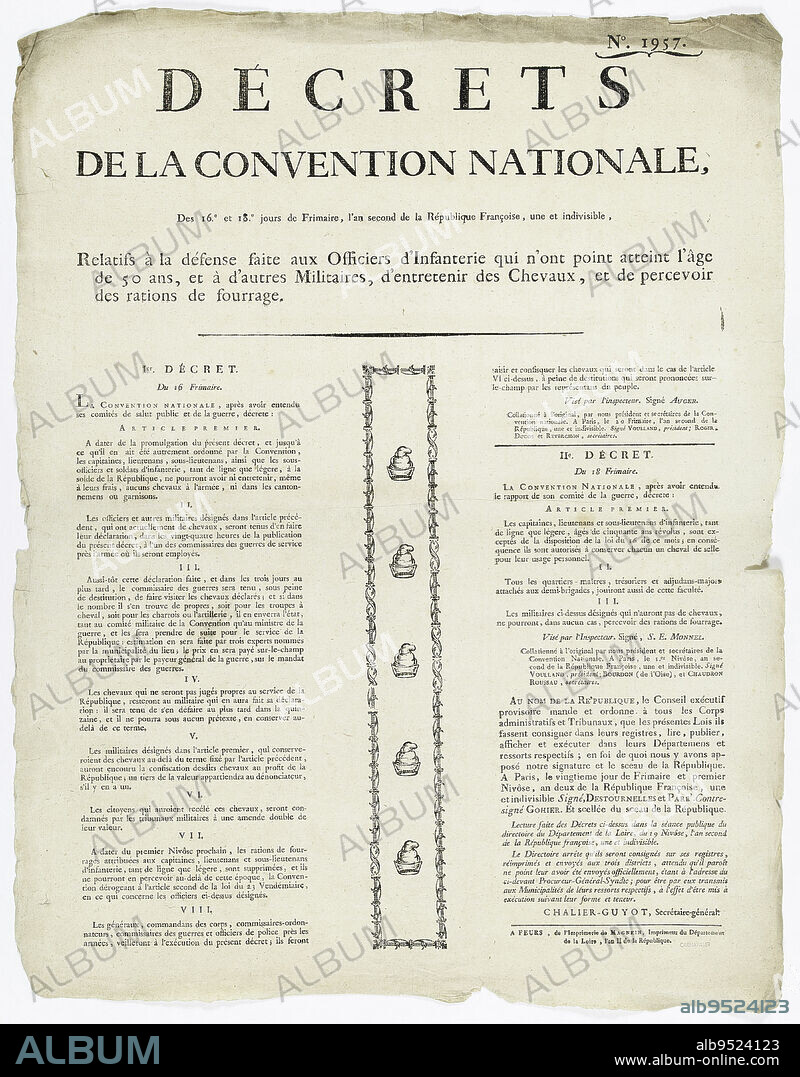 N°. 1957.
DÉCRETS
DE LA CONVENTION NATIONALE,
Des 16.e et 18.e jours de Frimaire, l'an second de la République Françoise, une et indivisible,
Relatifs à la défense faite aux Officiers d'Infanterie qui n'ont point atteint l'âge
de 50 ans, et à d'autres Militaires, d'entretenir des Chevaux, et de percevoir
des rations de fourrage.
Ier. DÉCRET.
Du 16 Frimaire.
LA CONVENTION NATIONALE, après avoir entendu
ses comités de salut public et de la guerre, décrete :
ARTICLE PREMIER.
A dater de la promulgation du présent décret, et jusqu'à
ce qu'il en ait été autrement ordonné par la Convention,
les capitaines, lieutenans, sous-lieutenans, ainsi que les sous-
officiers et soldats d'infanterie, tant de ligne que légère, à la
solde de la République, ne pourront avoir ni entretenir, même
à leurs frais, aucuns chevaux à l'armée, ni dans les canton-
nemens ou garnisons.
II.
Les officiers et autres militaires désignés dans l'article précé-
dent, qui ont actuellement de chevaux, seront tenus d'en faire
leur déclaration, dans les vingt-quatre heures de la publication
du présent décret, à l'un des commissaires des guerres de service
près l'armée où ils seront employés.
III.
Aussi-tôt cette déclaration faite, et dans les trois jours au
plus tard, le commissaire des guerres sera tenu, sous peine
de destitution, de faire visiter les chevaux déclarés ; et si dans
le nombre il s'en trouve de propres, soit pour les troupes à
cheval, soit pour les charrois ou l'artillerie, il en enverra l'état,
tant au comité militaire de la Convention qu'au ministre de la
guerre, et les fera prendre de suite pour le service de la
République ; estimation en sera faite par trois experts nommés
par la municipalité du lieu ; le prix en sera payé sur-le-champ
au propriétaire par le payeur général de la guerre, sur le mandat
du commissaire des guerres.
IV.
Les chevaux qui ne seront pas jugés propres au service de la
République, resteront au militaire qui en aura fait sa déclara-
tion : il sera tenu de s'en défaire au plus tard dans la quin-
zaine, et il ne pourra sous aucun prétexte, en conserver au-
delà de ce terme.
V.
Les militaires désignés dans l'article premier, qui conserve-
roient des chevaux au-delà du terme fixé par l'article précédent,
auront encouru la confiscation desdits chevaux au profit de la
République, un tiers de la valeur appartiendra au dénonciateur,
s'il y en a un.
VI.
Les citoyens qui auroient recélé ces chevaux, seront con-
damnés par les tribunaux militaires à une amende double de
leur valeur.
VII.
A dater du premier Nivôse prochain, les rations de four-
rages attribuées aux capitaines, lieutenans et sous-lieutenans
d'infanterie, tant de ligne que légère, sont supprimées, et ils
ne pourront en percevoir au-delà de cette époque, la Conven-
tion dérogeant à l'article second de la loi du 23 Vendémiaire,
en ce qui concerne les officiers ci-dessus désignés.
VIII.
Les généraux, commandans des corps, commissaires-ordon-
nateurs, commissaires des guerres et officiers de police près les
armées, veilleront à l'exécution du présent décret ; ils feront
saisir et confisquer les chevaux qui seront dans le cas de l'article
VI ci-dessus, à peine de destitution, qui seront prononcées sur-
le-champ par les représentans du peuple.
Visé par l'inspecteur. Signé AUGER.
Collationné à l'original, par nous président et secrétaires de la Con-
vention nationale. A Paris, le 20 Frimaire, l'an second de la
République, une et indivisible. Signé VOULLAND, président; ROGER,
DUCOS et REVERCHON, secrétaires.
IIe. DÉCRET.
Du 18 Frimaire.
LA CONVENTION NATIONALE, après avoir entendu
le rapport de son comité de la guerre, décrete :
ARTICLE PREMIER.
Les capitaines, lieutenans et sous-lieutenans d'infanterie, tant
de ligne que légère, âgés de cinquante ans révolus, sont ex-
ceptés de la disposition de la loi du 16 de ce mois ; en consé-
quence ils sont autorisés à conserver chacun un cheval de selle
pour leur usage personnel.
II.
Tous les quartiers-maîtres, trésoriers et adjudans-majors
attachés aux demi-brigades, jouiront aussi de cette faculté.
III.
Les militaires ci-dessus désignés qui n'auront pas de chevaux,
ne pourront, dans aucun cas, percevoir des rations de fourrage.
Visé par l'Inspecteur. Signé, S. E. MONNEL.
Collationné à l'original par nous président et secrétaires de la
Convention Nationale. A Paris, le 1.er Nivôse, an se-
cond de la République Françoise, une et indivisible. Signé
VOULLAND président, BOURDON (de l'Oise), et CHAUDRON
ROUSSAU, secrétaires.
AU NOM DE LA RÉPUBLIQUE, le Conseil exécutif
provisoire mande et ordonne à tous les Corps
administratifs et Tribunaux, que les présentes Lois ils
fassent consigner dans leurs registres, lire, publier,
afficher et exécuter dans leurs Départemens et
ressorts respectifs ; en foi de quoi nous y avons ap-
posé notre signature et le sceau de la République.
A Paris, le vingtieme jour de Frimaire et premier
Nivôse, an deux de la République Françoise, une
et indivisible Signé, DESTOURNELLES et PARÉ. Contre-
signé GOHIER. Et scellée du sceau de la République.
Lecture faite des Décrets ci-dessus dans la séance publique du
directoire du Département de la Loire, du 19 Nivôse, l'an second
de la République françoise, une et indivisible.
Le Directoire arrête qu'ils seront consignés sur ses registres,
réimprimés et envoyés aux trois districts, attendu qu'il paroît
ne point leur avoir été envoyés officiellement, étant à l'adresse du
ci-devant Procureur-Général-Syndic; pour être par eux transmis
aux Municipalités de leurs ressorts respectifs, à l'effet d'être mis à
exécution suivant leur forme et teneur.
CHALIER-GUYOT, Secrétaire-général.
A FEURS, de l'Imprimerie de MAGNEIN, Imprimeur du Département
de la Loire, l'an II de la République.
alb9524123
ALBUM
alb9524123
www.album-online.com